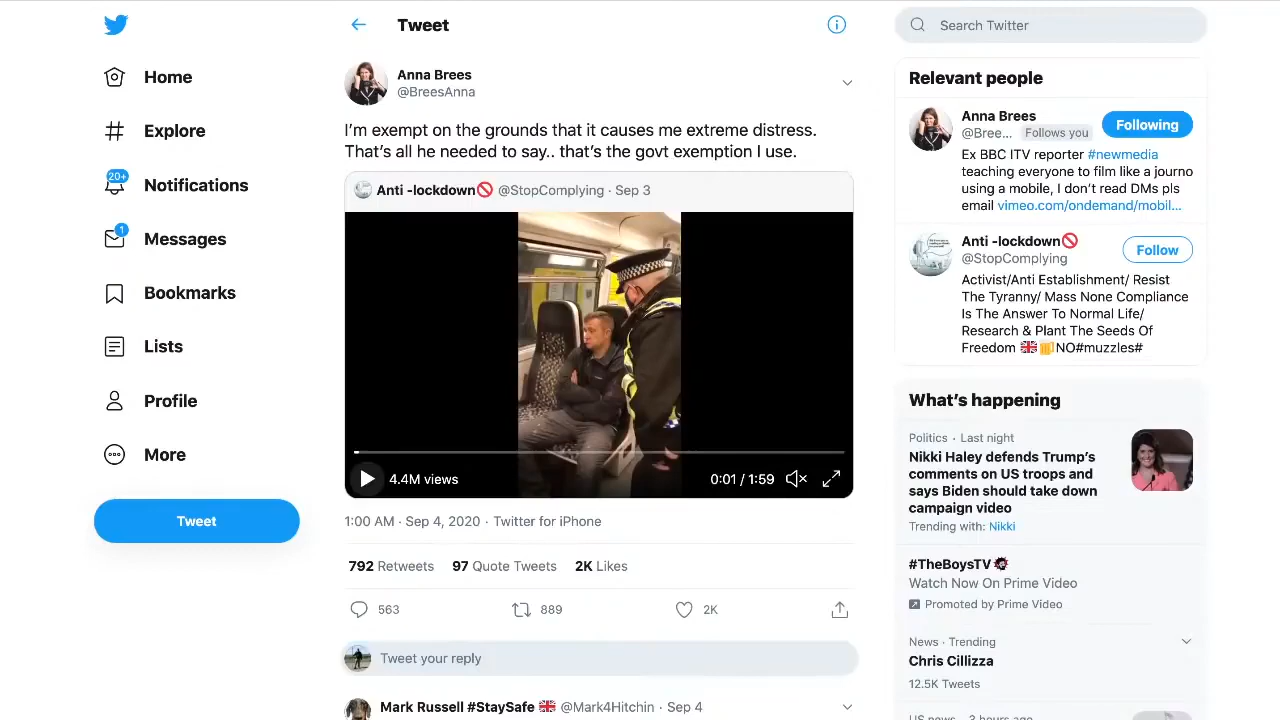 Home
Explore
20+
Notifications
1
Messages
Bookmarks
Lists
Profile
More
Tweet
Tweet
Anna Brees
@BreesAnna
I’m exempt on the grounds that it causes me extreme distress.
That’s all he needed to say.. that’s the govt exemption I use.
Anti -lockdown🚫 @StopComplying · Sep 3
4.4M views
0:01 / 1:59
1:00 AM · Sep 4, 2020 · Twitter for iPhone
792 Retweets 97 Quote Tweets 2K Likes
563 889 2K
Tweet your reply
Mark Russell #StaySafe 🇬🇧 @Mark4Hitchin · Sep 4
Search Twitter
Relevant people
Anna Brees
@Bree... Follows you
Following
Ex BBC ITV reporter #newmedia
teaching everyone to film like a journo
using a mobile, I don’t read DMs pls
email vimeo.com/ondemand/mobil...
Anti -lockdown🚫
@StopComplying
Follow
Activist/Anti Establishment/ Resist
The Tyranny/ Mass None Compliance
Is The Answer To Normal Life/
Research & Plant The Seeds Of
Freedom 🇬🇧🍻NO#muzzles#
What’s happening
Politics · Last night
Nikki Haley defends Trump’s
comments on US troops and
says Biden should take down
campaign video
Trending with: Nikki
#TheBoysTV
Watch Now On Prime Video
Promoted by Prime Video
News · Trending
Chris Cillizza
12.5K Tweets
US news · 3 hours ago